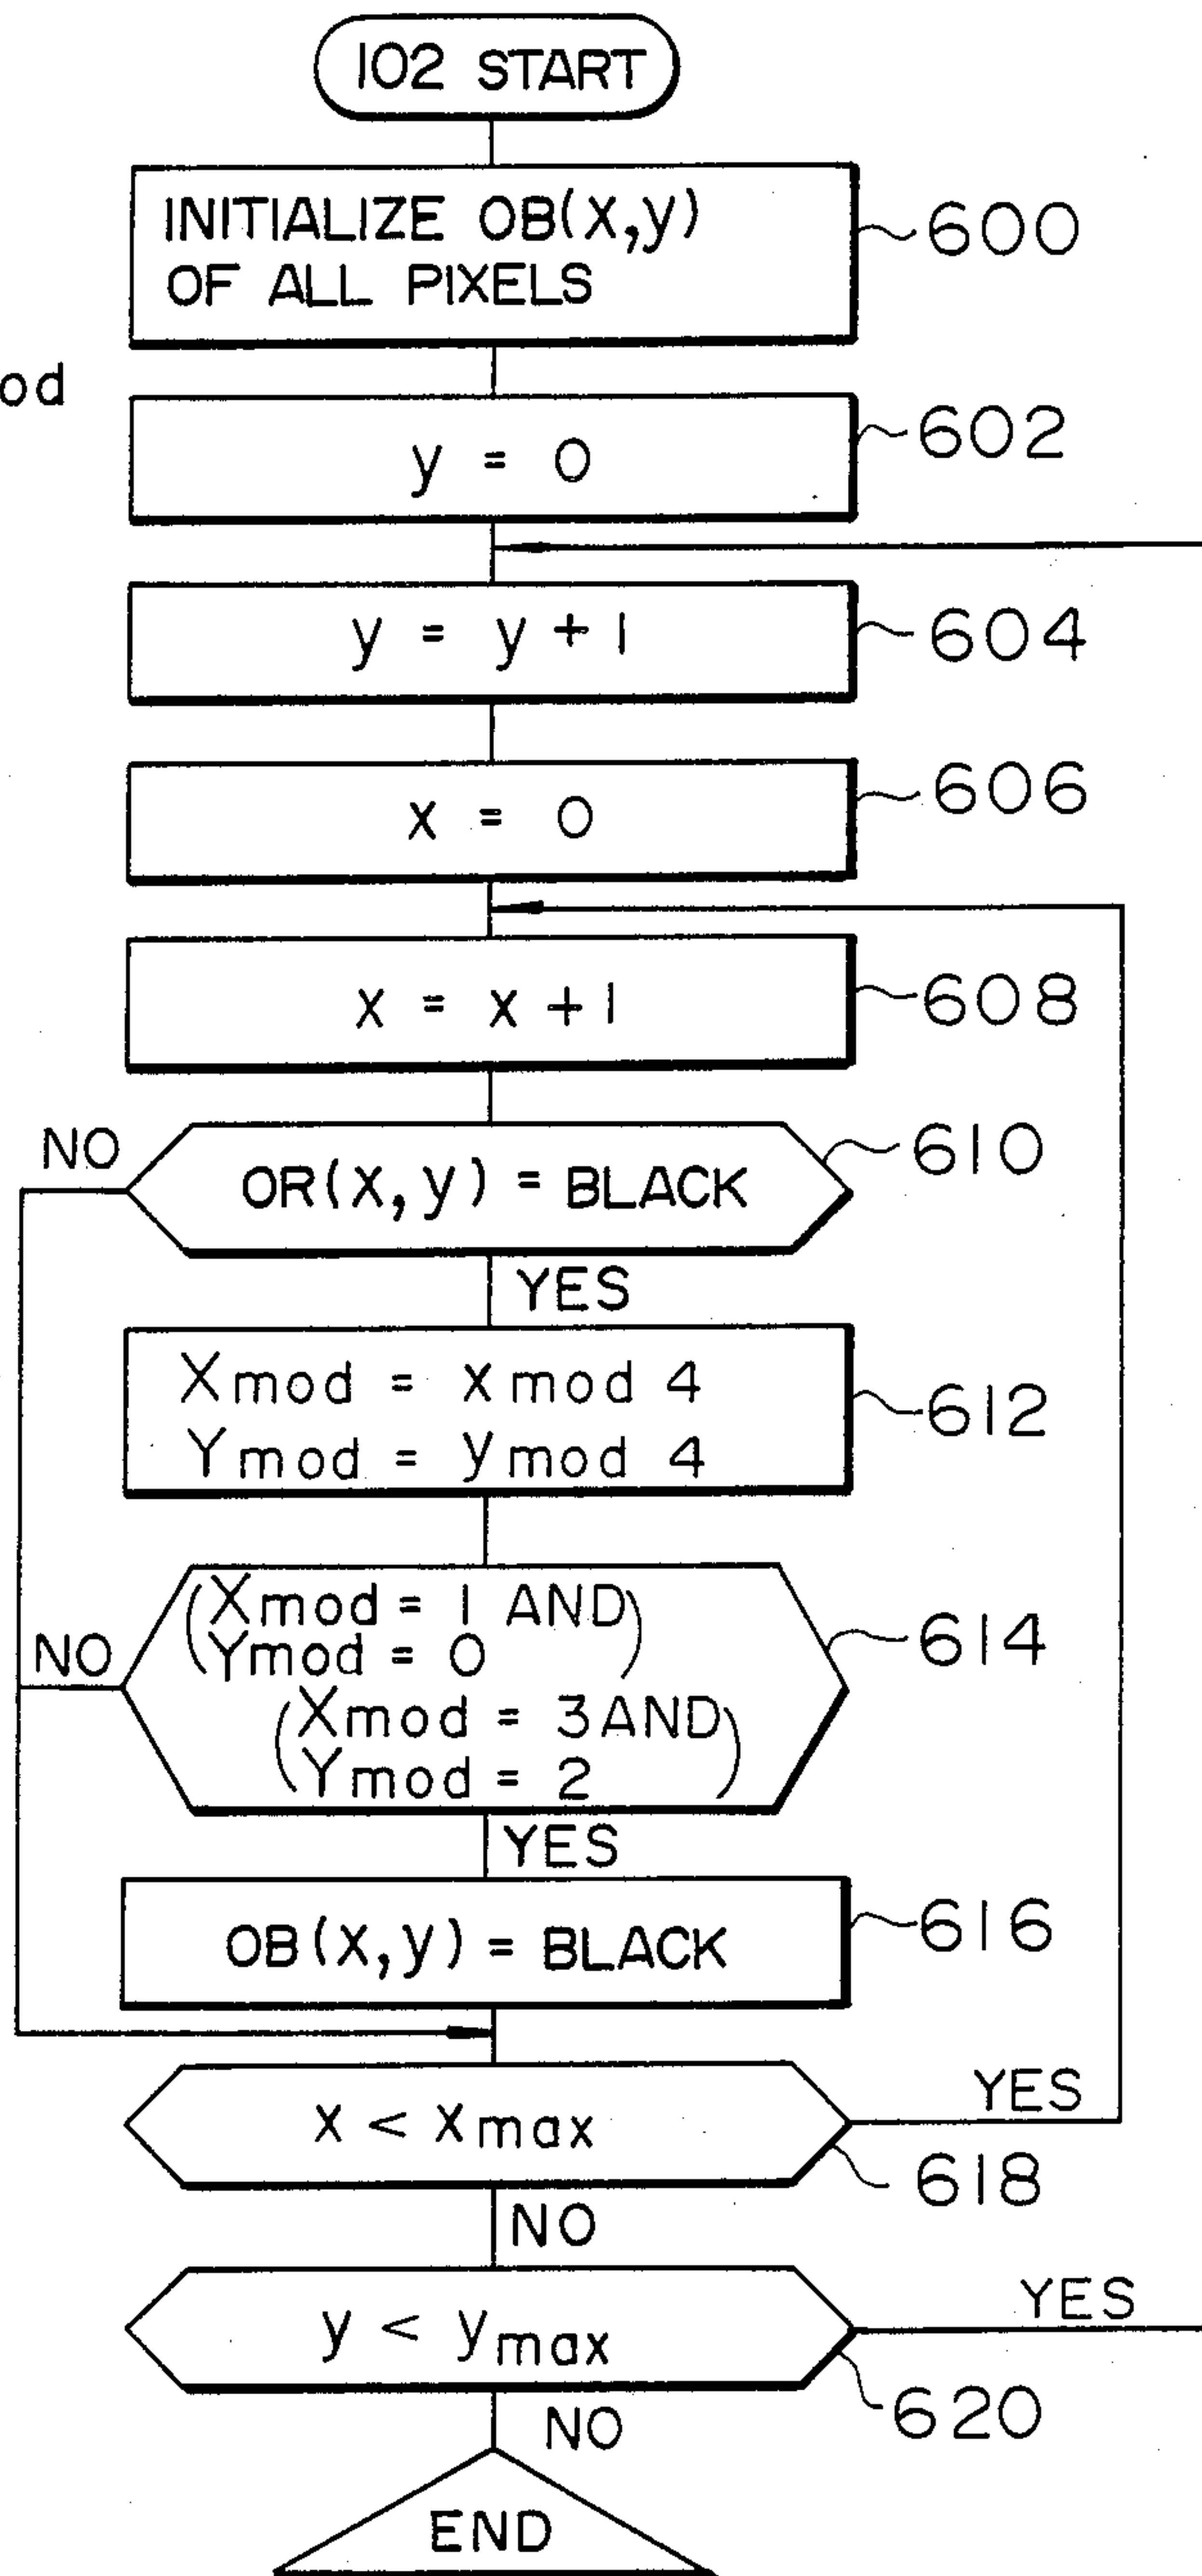 102 START
INITIALIZE OB(x,y)
OF ALL PIXELS
600
od
y = 0
602
y = y + 1
604
x = 0
606
x = x + 1
608
NO
OR(x,y) = BLACK
610
YES
Xmod = x mod 4
Ymod = y mod 4
612
(Xmod = 1 AND
Ymod = 0)
(Xmod = 3 AND
Ymod = 2)
614
NO
YES
OB(x,y) = BLACK
616
x < xmax
YES
618
NO
y < ymax
YES
620
NO
END